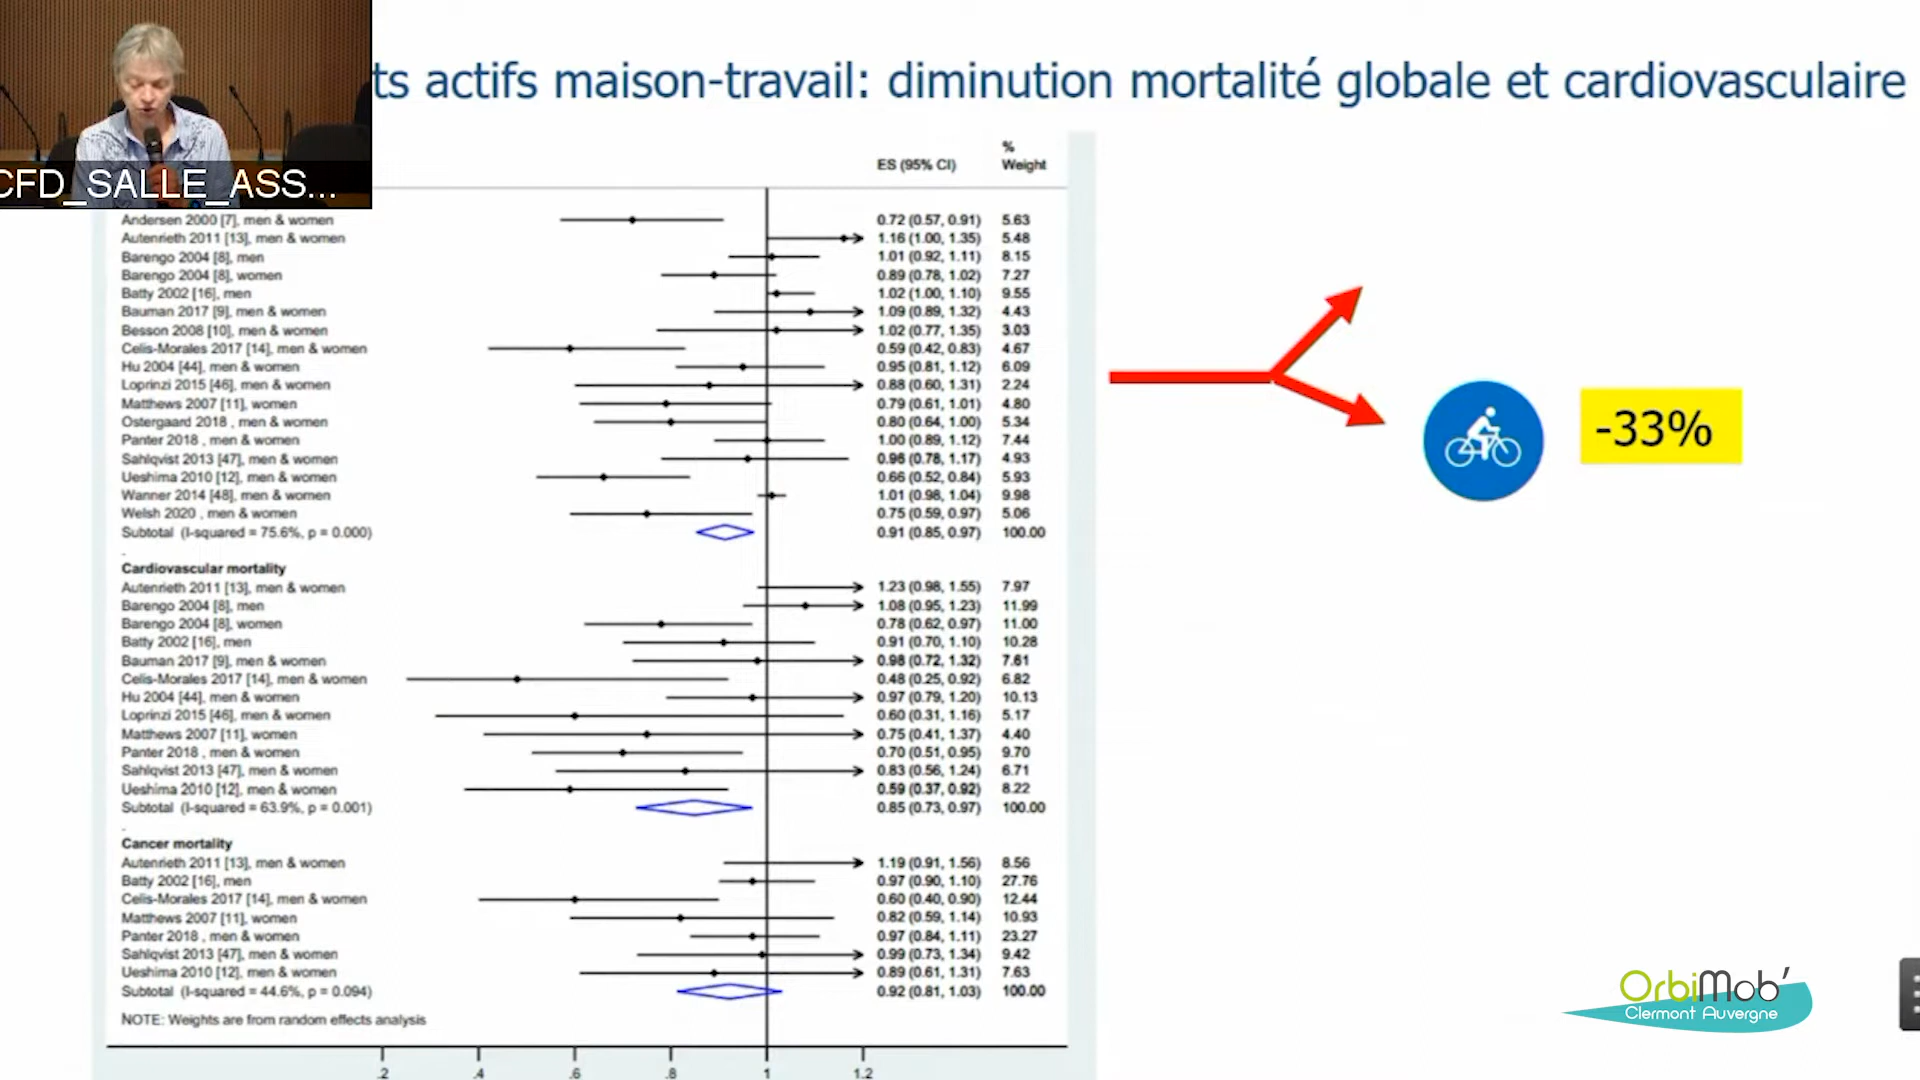 ts actifs maison-travail: diminution mortalité globale et cardiovasculaire
CFD_SALLE_ASS...
ES (95% CI) % Weight
Andersen 2000 [7], men & women 0.72 (0.57, 0.91) 5.63
Autenrieth 2011 [13], men & women 1.16 (1.00, 1.35) 5.48
Barengo 2004 [8], men 1.01 (0.92, 1.11) 8.15
Barengo 2004 [8], women 0.89 (0.78, 1.02) 7.27
Batty 2002 [16], men 1.02 (1.00, 1.10) 9.55
Bauman 2017 [9], men & women 1.09 (0.89, 1.32) 4.43
Besson 2008 [10], men & women 1.02 (0.77, 1.35) 3.03
Celis-Morales 2017 [14], men & women 0.59 (0.42, 0.83) 4.67
Hu 2004 [44], men & women 0.95 (0.81, 1.12) 6.09
Loprinzi 2015 [46], men & women 0.88 (0.60, 1.31) 2.24
Matthews 2007 [11], women 0.79 (0.61, 1.01) 4.80
Ostergaard 2018 , men & women 0.80 (0.64, 1.00) 5.34
Panter 2018 , men & women 1.00 (0.89, 1.12) 7.44
Sahlqvist 2013 [47], men & women 0.96 (0.78, 1.17) 4.93
Ueshima 2010 [12], men & women 0.66 (0.52, 0.84) 5.93
Wanner 2014 [48], men & women 1.01 (0.98, 1.04) 9.98
Welsh 2020 , men & women 0.75 (0.59, 0.97) 5.06
Subtotal (I-squared = 75.6%, p = 0.000) 0.91 (0.85, 0.97) 100.00
.
Cardiovascular mortality
Autenrieth 2011 [13], men & women 1.23 (0.98, 1.55) 7.97
Barengo 2004 [8], men 1.08 (0.95, 1.23) 11.99
Barengo 2004 [8], women 0.78 (0.62, 0.97) 11.00
Batty 2002 [16], men 0.91 (0.70, 1.10) 10.28
Bauman 2017 [9], men & women 0.98 (0.72, 1.32) 7.61
Celis-Morales 2017 [14], men & women 0.48 (0.25, 0.92) 6.82
Hu 2004 [44], men & women 0.97 (0.79, 1.20) 10.13
Loprinzi 2015 [46], men & women 0.60 (0.31, 1.16) 5.17
Matthews 2007 [11], women 0.75 (0.41, 1.37) 4.40
Panter 2018 , men & women 0.70 (0.51, 0.95) 9.70
Sahlqvist 2013 [47], men & women 0.83 (0.56, 1.24) 6.71
Ueshima 2010 [12], men & women 0.59 (0.37, 0.92) 8.22
Subtotal (I-squared = 63.9%, p = 0.001) 0.85 (0.73, 0.97) 100.00
.
Cancer mortality
Autenrieth 2011 [13], men & women 1.19 (0.91, 1.56) 8.56
Batty 2002 [16], men 0.97 (0.90, 1.10) 27.76
Celis-Morales 2017 [14], men & women 0.60 (0.40, 0.90) 12.44
Matthews 2007 [11], women 0.82 (0.59, 1.14) 10.93
Panter 2018 , men & women 0.97 (0.84, 1.11) 23.27
Sahlqvist 2013 [47], men & women 0.99 (0.73, 1.34) 9.42
Ueshima 2010 [12], men & women 0.89 (0.61, 1.31) 7.63
Subtotal (I-squared = 44.6%, p = 0.094) 0.92 (0.81, 1.03) 100.00
NOTE: Weights are from random effects analysis
.2 .4 .6 .8 1 1.2
-33%
OrbiMob'
Clermont Auvergne